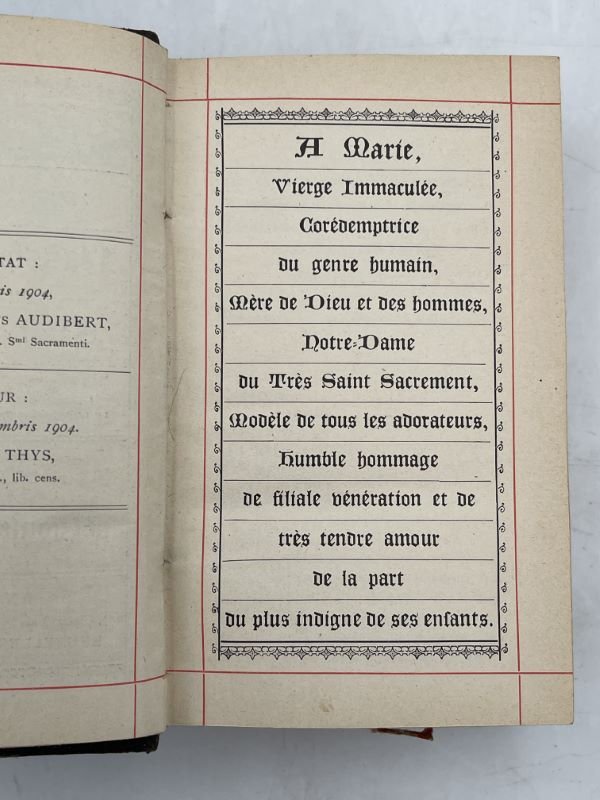 TAT :
is 1904,
s AUDIBERT,
. Sml Sacramenti.
UR :
mbris 1904.
THYS,
., lib. cens.
A Marie,
Vierge Immaculée,
Corédemptrice
du genre humain,
Mère de Dieu et des hommes,
Notre-Dame
du Très Saint Sacrement,
Modèle de tous les adorateurs,
Humble hommage
de filiale vénération et de
très tendre amour
de la part
du plus indigne de ses enfants.